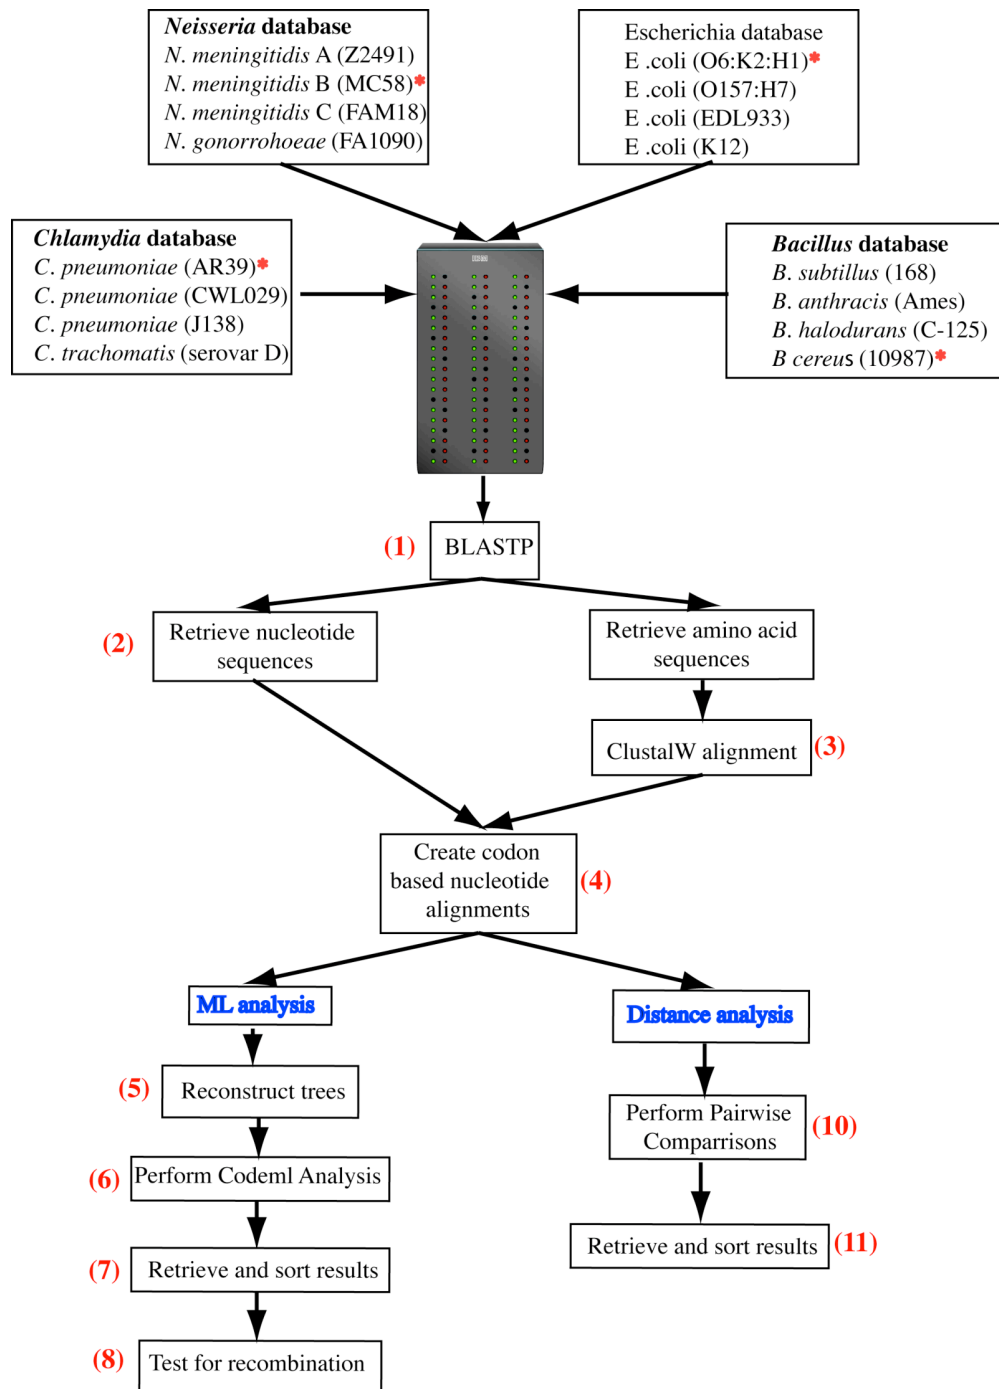 Neisseria database
N. meningitidis A (Z2491)
N. meningitidis B (MC58)*
N. meningitidis C (FAM18)
N. gonorrohoeae (FA1090)
Escherichia database
E .coli (O6:K2:H1)*
E .coli (O157:H7)
E .coli (EDL933)
E .coli (K12)
Chlamydia database
C. pneumoniae (AR39)*
C. pneumoniae (CWL029)
C. pneumoniae (J138)
C. trachomatis (serovar D)
IBM
Bacillus database
B. subtillus (168)
B. anthracis (Ames)
B. halodurans (C-125)
B cereus (10987)*
(1) BLASTP
(2) Retrieve nucleotide
sequences
Retrieve amino acid
sequences
ClustalW alignment (3)
Create codon
based nucleotide (4)
alignments
ML analysis
Distance analysis
(5) Reconstruct trees
Perform Pairwise (10)
Comparrisons
(6) Perform Codeml Analysis
Retrieve and sort results (11)
(7) Retrieve and sort results
(8) Test for recombination